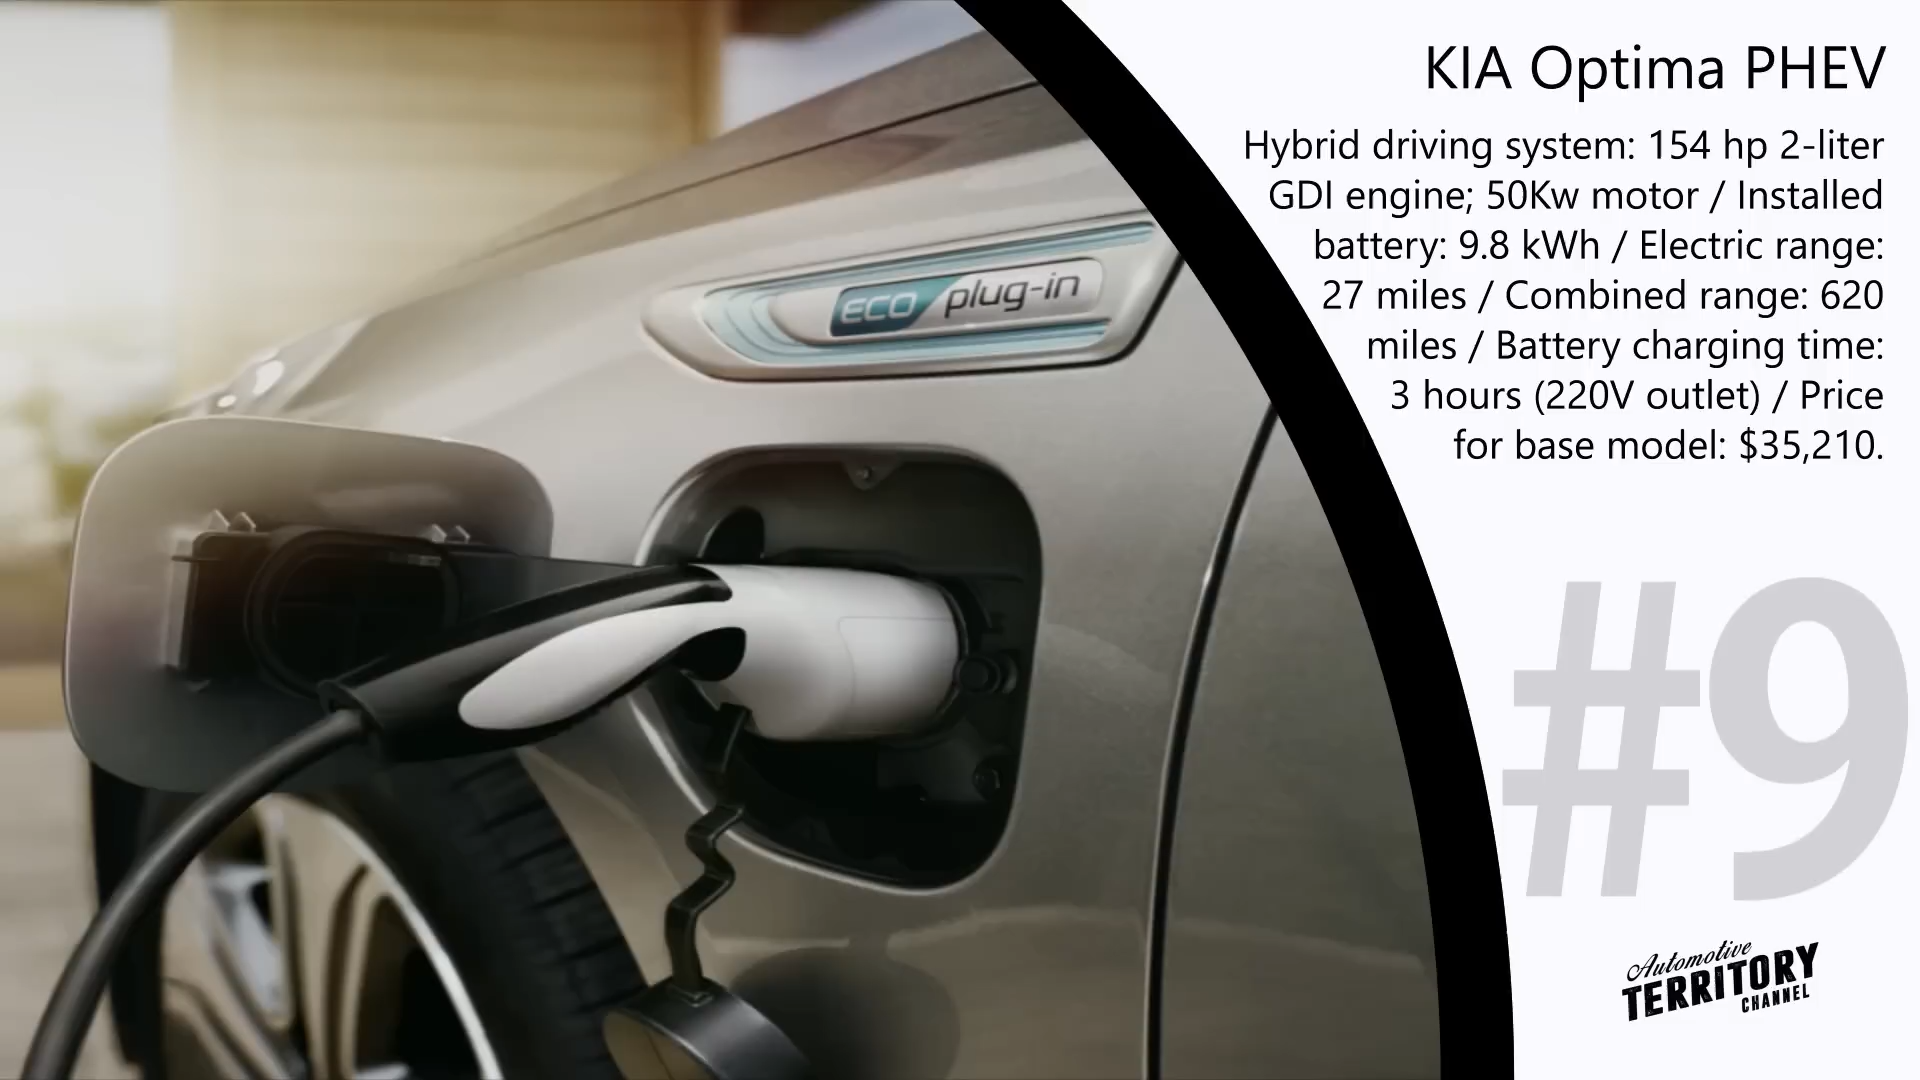 KIA Optima PHEV
Hybrid driving system: 154 hp 2-liter
GDI engine; 50Kw motor / Installed
battery: 9.8 kWh / Electric range:
27 miles / Combined range: 620
miles / Battery charging time:
3 hours (220V outlet) / Price
for base model: $35,210.
ECO plug-in
#9
Automotive
TERRITORY
CHANNEL